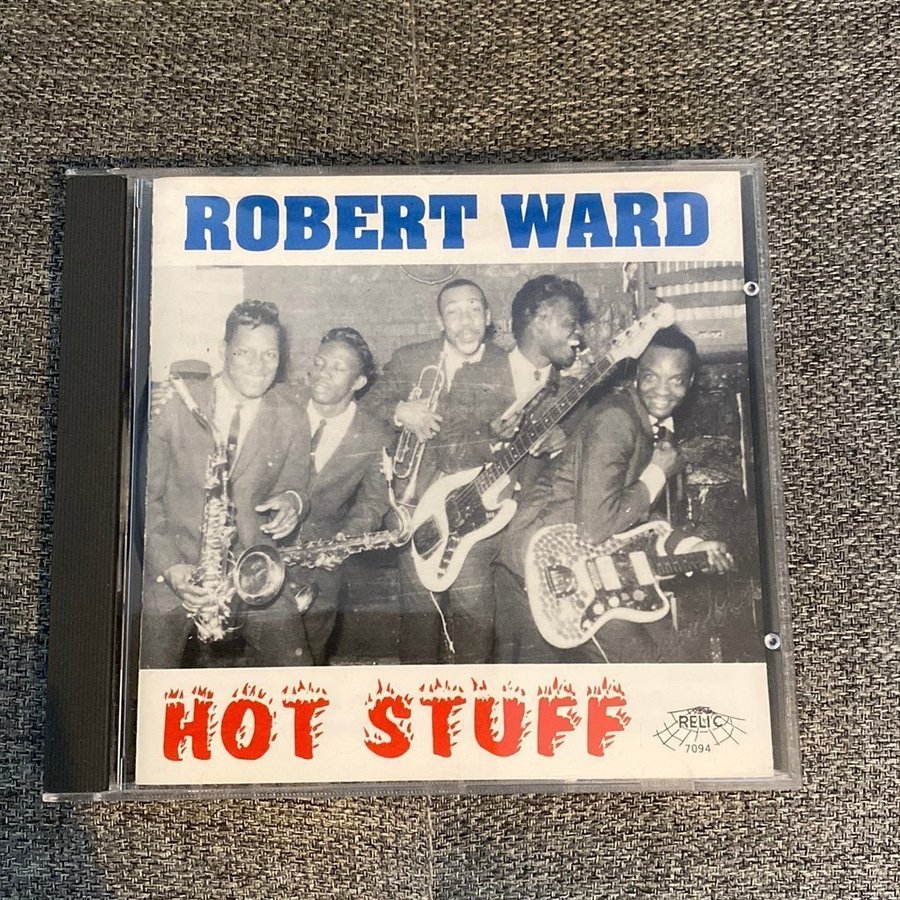 ROBERT WARD
HOT STUFF
RELIC
7094